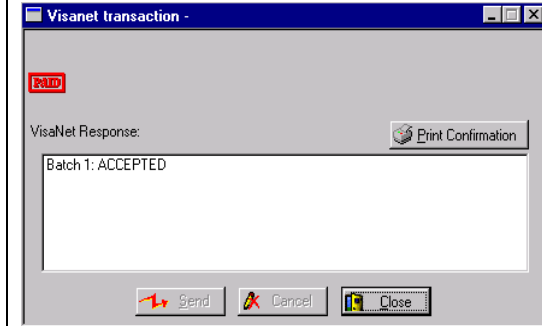 Visanet transaction -
PAID
VisaNet Response:
Print Confirmation
Batch 1: ACCEPTED
Send
Cancel
Close